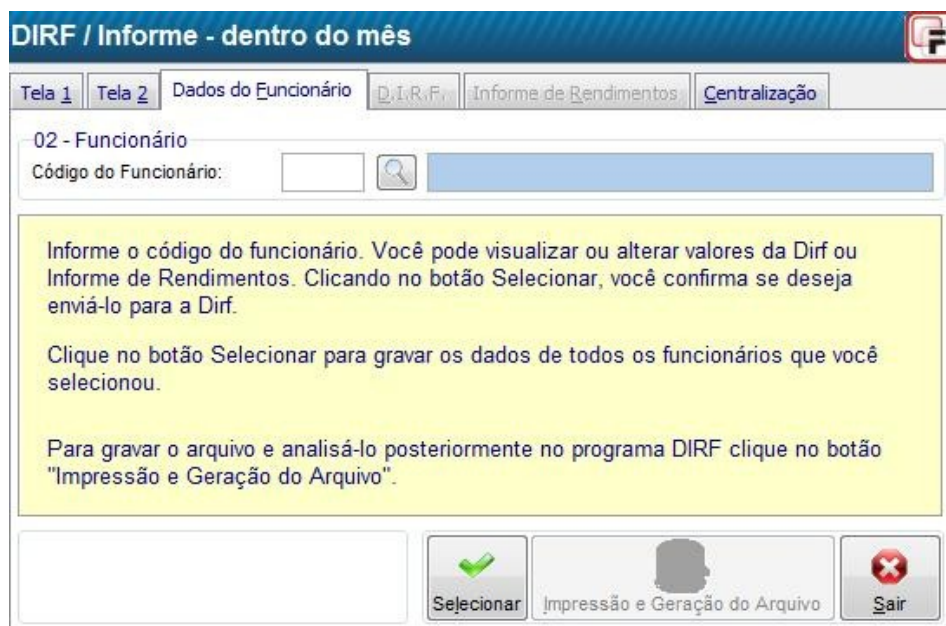 DIRF / Informe - dentro do mês
Tela 1 Tela 2 Dados do Funcionário D.I.R.F. Informe de Rendimentos Centralização
02 - Funcionário
Código do Funcionário:
Informe o código do funcionário. Você pode visualizar ou alterar valores da Dirf ou
Informe de Rendimentos. Clicando no botão Selecionar, você confirma se deseja
enviá-lo para a Dirf.
Clique no botão Selecionar para gravar os dados de todos os funcionários que você
selecionou.
Para gravar o arquivo e analisá-lo posteriormente no programa DIRF clique no botão
"Impressão e Geração do Arquivo".
Selecionar Impressão e Geração do Arquivo Sair